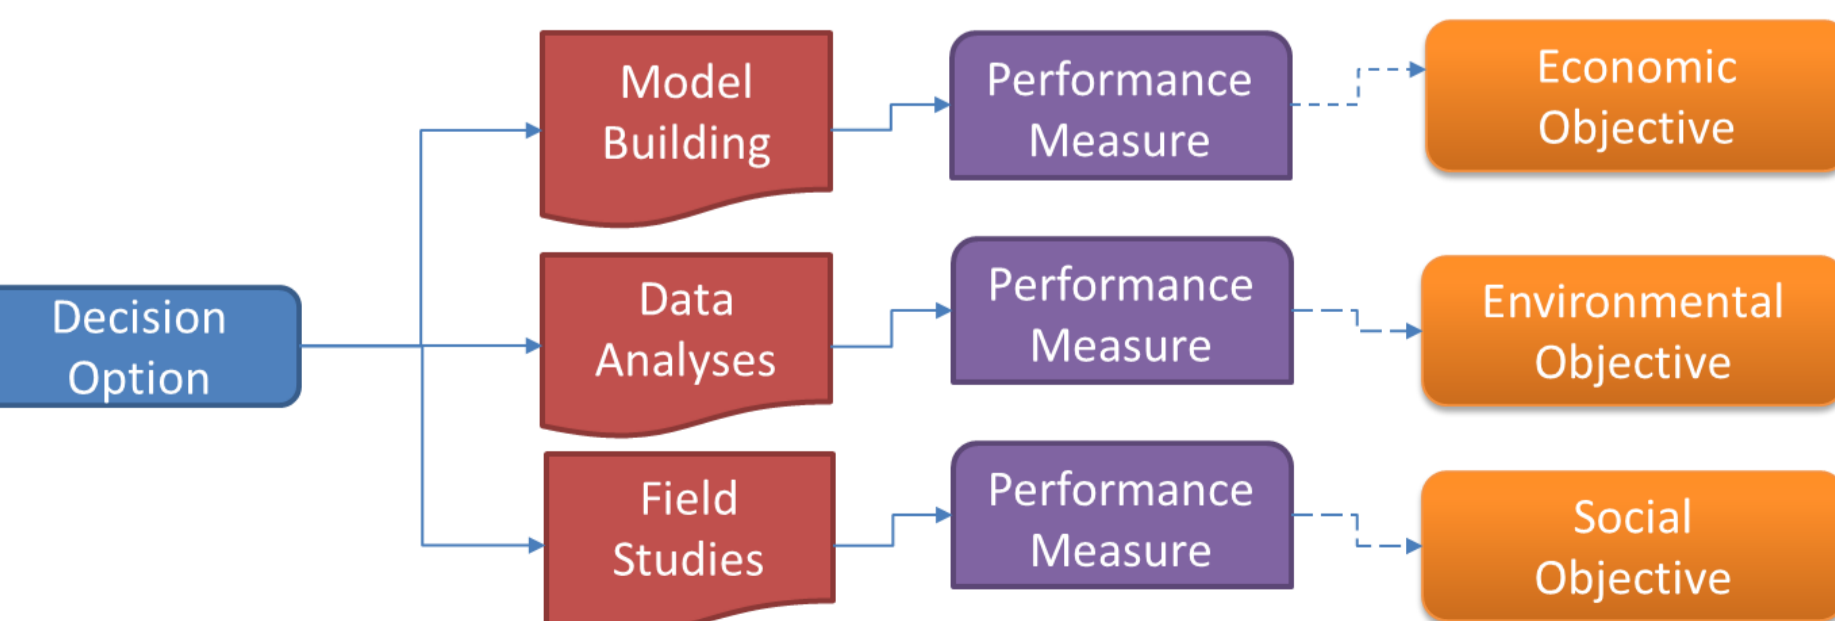 Decision
Option
Model
Building
Performance
Measure
Economic
Objective
Data
Analyses
Performance
Measure
Environmental
Objective
Field
Studies
Performance
Measure
Social
Objective